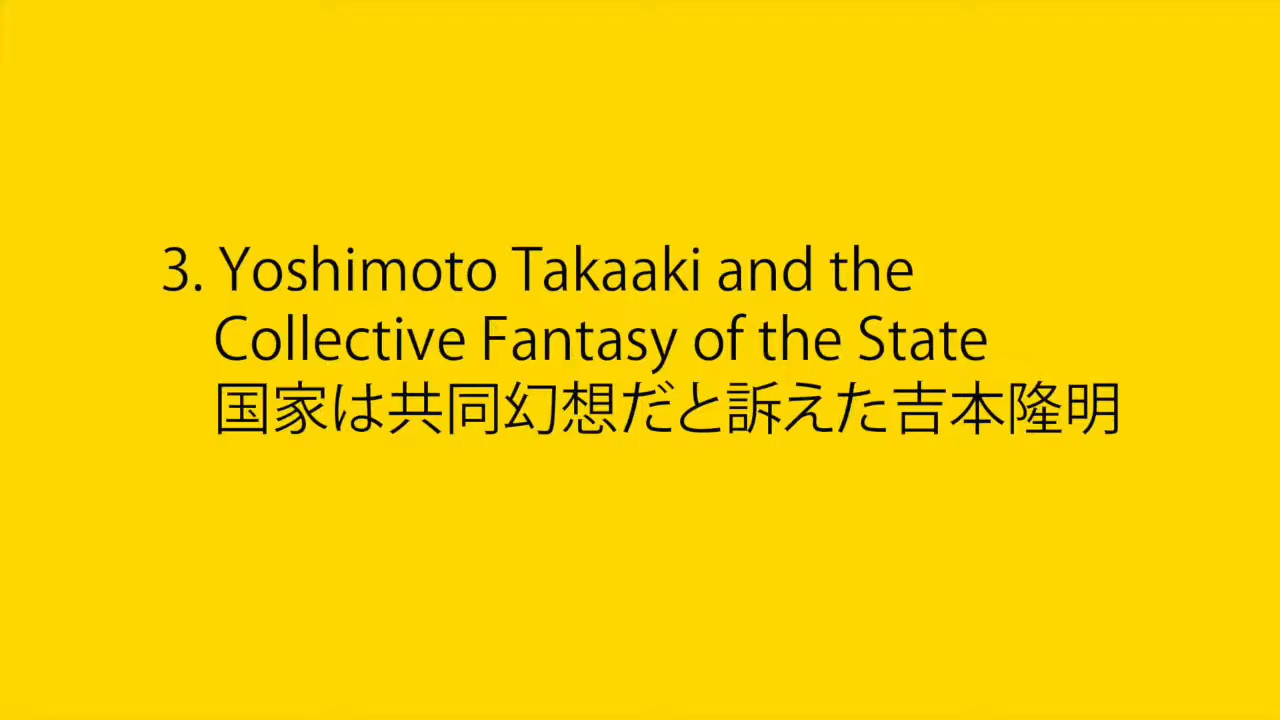 3. Yoshimoto Takaaki and the
Collective Fantasy of the State
国家は共同幻想だと訴えた吉本隆明